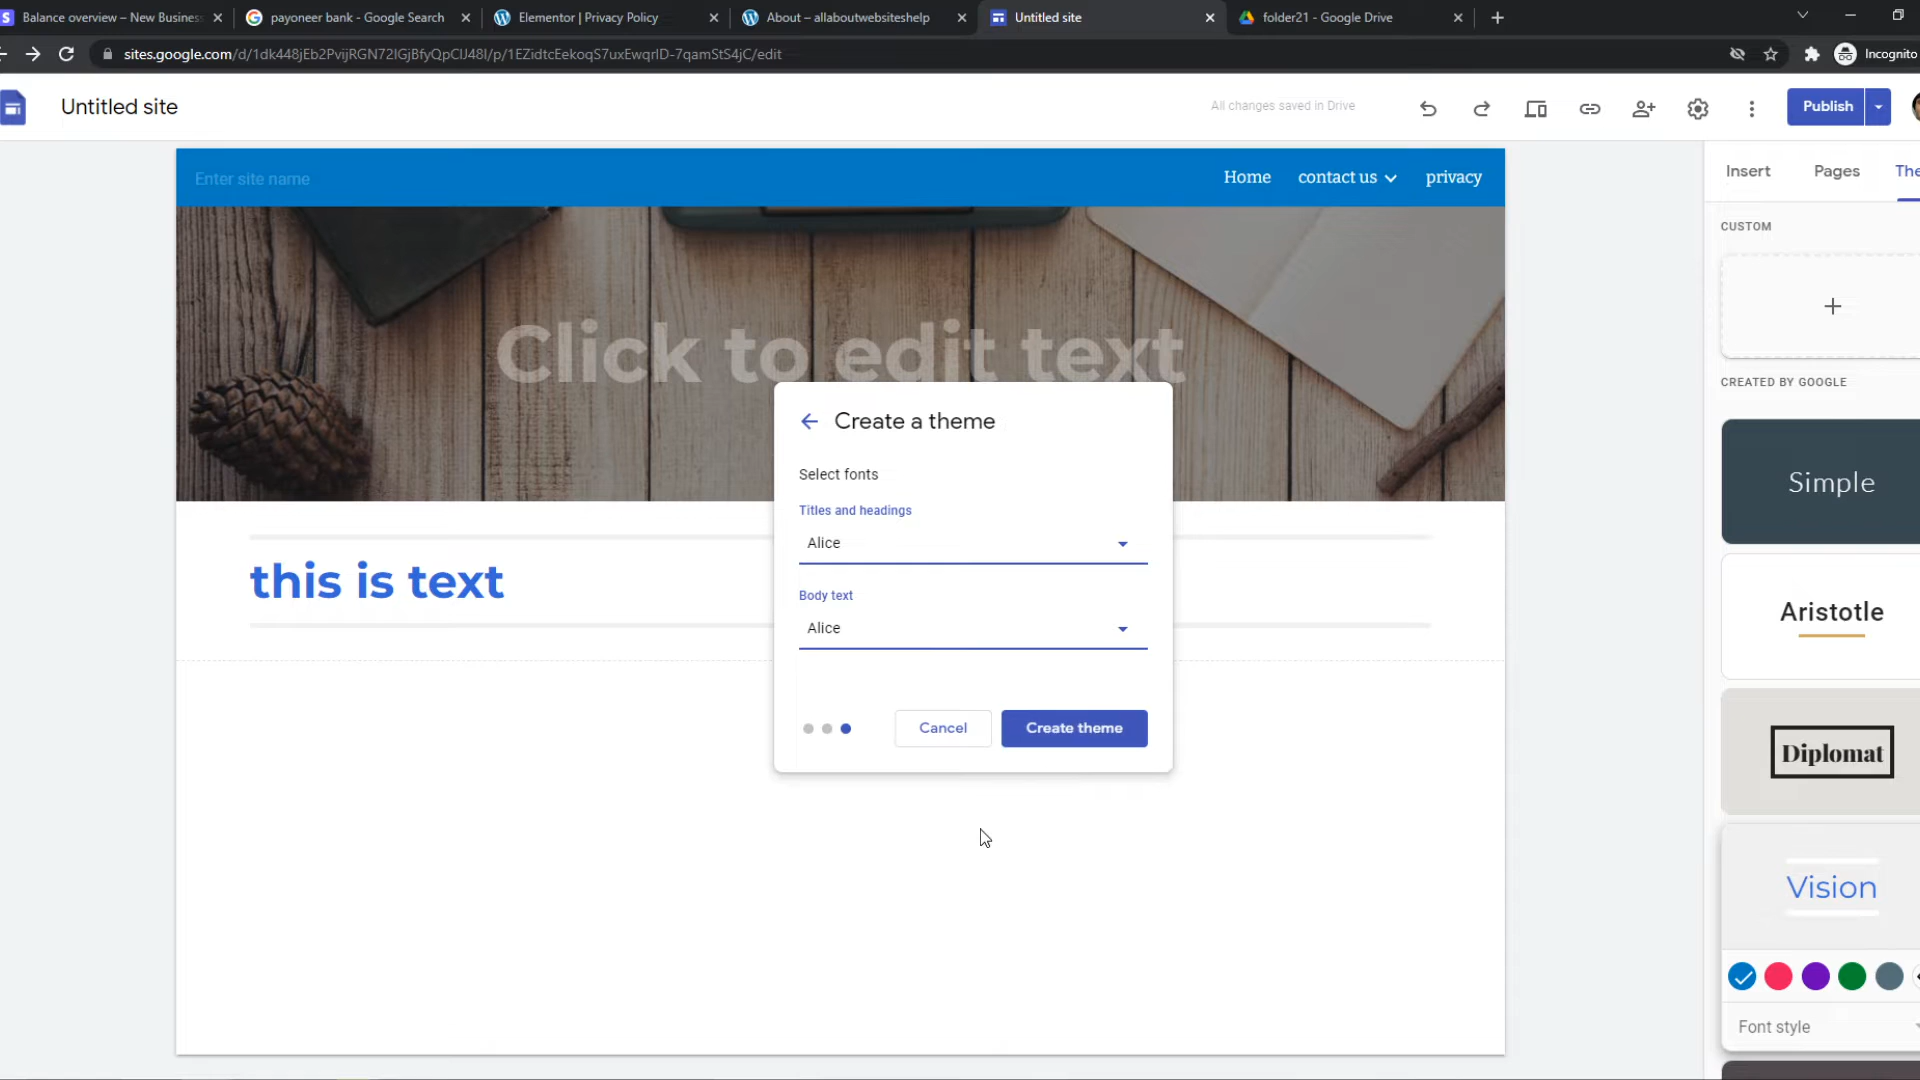 Balance overview – New Business
payoneer bank - Google Search
Elementor | Privacy Policy
About – allaboutwebsiteshelp
Untitled site
folder21 - Google Drive
sites.google.com/d/1dk448jEb2PvijRGN72IGjBfyQpCIJ48I/p/1EZidtcEekoqS7uxEwqrID-7qamStS4jC/edit
Incognito
Untitled site
All changes saved in Drive
Publish
Enter site name
Home
contact us
privacy
Insert
Pages
The
CUSTOM
Click to edit text
CREATED BY GOOGLE
Create a theme
Select fonts
Titles and headings
Alice
Body text
Alice
Cancel
Create theme
this is text
Simple
Aristotle
Diplomat
Vision
Font style